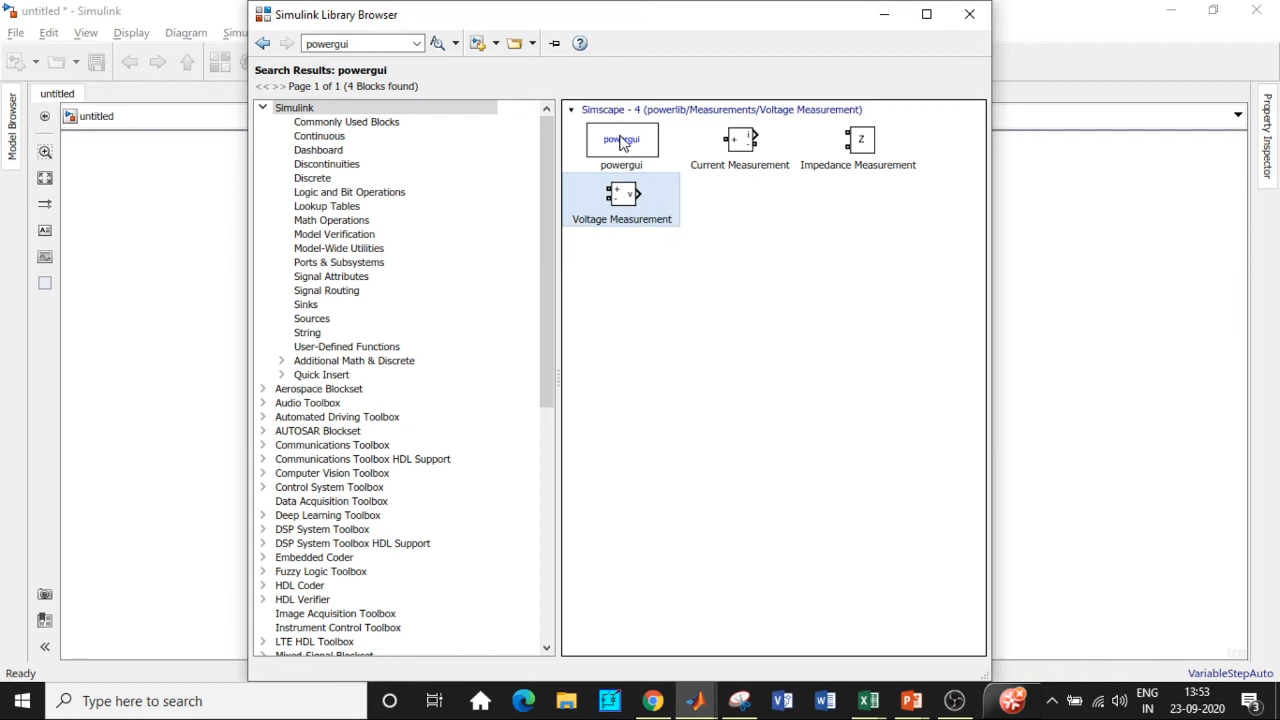 untitled * - Simulink
File Edit View Display Diagram Simu
untitled
untitled
Model Browser
Simulink Library Browser
powergui
Search Results: powergui
<< >> Page 1 of 1 (4 Blocks found)
Simulink
Commonly Used Blocks
Continuous
Dashboard
Discontinuities
Discrete
Logic and Bit Operations
Lookup Tables
Math Operations
Model Verification
Model-Wide Utilities
Ports & Subsystems
Signal Attributes
Signal Routing
Sinks
Sources
String
User-Defined Functions
Additional Math & Discrete
Quick Insert
Aerospace Blockset
Audio Toolbox
Automated Driving Toolbox
AUTOSAR Blockset
Communications Toolbox
Communications Toolbox HDL Support
Computer Vision Toolbox
Control System Toolbox
Data Acquisition Toolbox
Deep Learning Toolbox
DSP System Toolbox
DSP System Toolbox HDL Support
Embedded Coder
Fuzzy Logic Toolbox
HDL Coder
HDL Verifier
Image Acquisition Toolbox
Instrument Control Toolbox
LTE HDL Toolbox
Mixed-Signal Blockset
Simscape - 4 (powerlib/Measurements/Voltage Measurement)
powergui
powergui
+ i -
Current Measurement
Z
Impedance Measurement
+ v -
Voltage Measurement
Property Inspector
Ready
VariableStepAuto
Type here to search
ENG
IN
13:53
23-09-2020
3